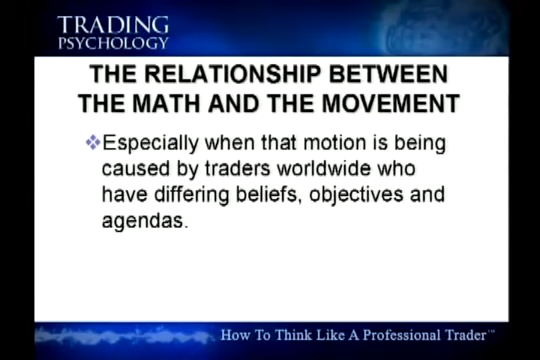 TRADING
PSYCHOLOGY
THE RELATIONSHIP BETWEEN
THE MATH AND THE MOVEMENT
❖Especially when that motion is being
caused by traders worldwide who
have differing beliefs, objectives and
agendas.
How To Think Like A Professional Trader™